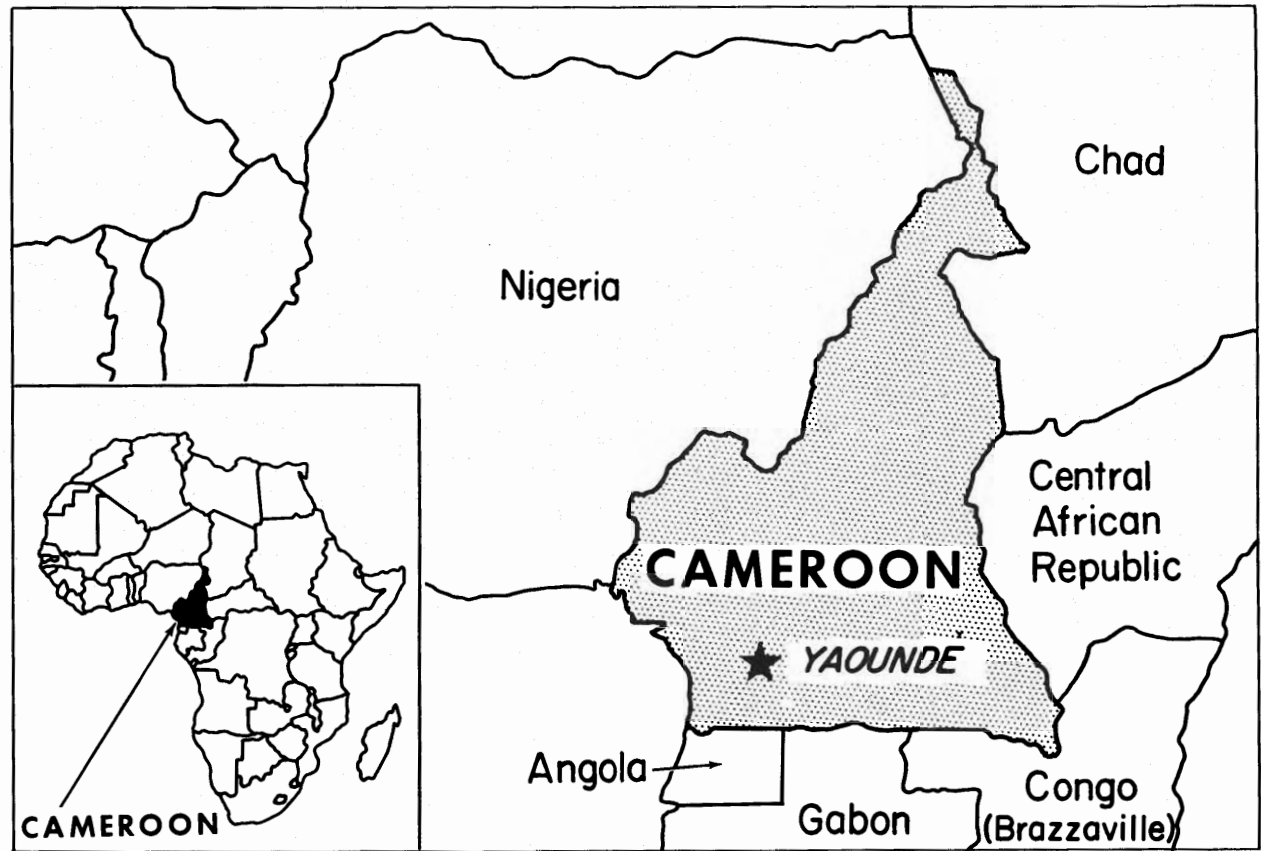 Chad
Nigeria
Central
African
Republic
CAMEROON
YAOUNDE
Angola
Gabon
Congo
(Brazzaville)
CAMEROON